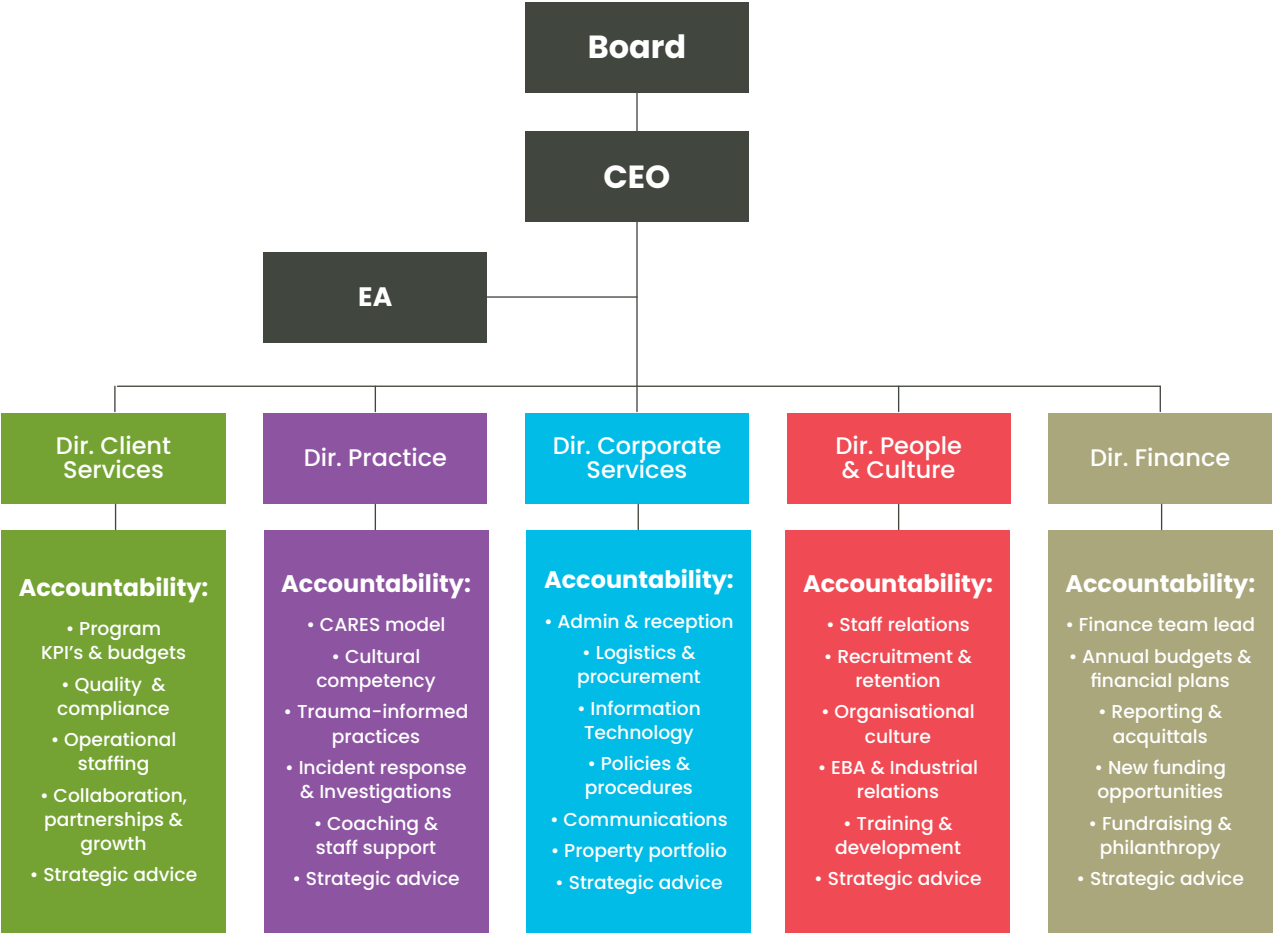 Board
CEO
EA
Dir. Client
Services
Dir. Practice
Dir. Corporate
Services
Dir. People
& Culture
Dir. Finance
Accountability:
• Program
KPI's & budgets
• Quality & 
compliance
• Operational
staffing
• Collaboration,
partnerships &
growth
• Strategic advice
Accountability:
• CARES model
• Cultural
competency
• Trauma-informed
practices
• Incident response
& Investigations
• Coaching &
staff support
• Strategic advice
Accountability:
• Admin & reception
• Logistics &
procurement
• Information
Technology
• Policies &
procedures
• Communications
• Property portfolio
• Strategic advice
Accountability:
• Staff relations
• Recruitment &
retention
• Organisational
culture
• EBA & Industrial
relations
• Training &
development
• Strategic advice
Accountability:
• Finance team lead
• Annual budgets &
financial plans
• Reporting &
acquittals
• New funding
opportunities
• Fundraising &
philanthropy
• Strategic advice